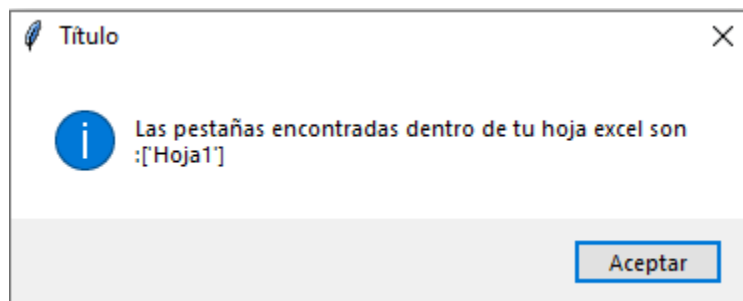 Título
Las pestañas encontradas dentro de tu hoja excel son
:['Hoja1']
Aceptar